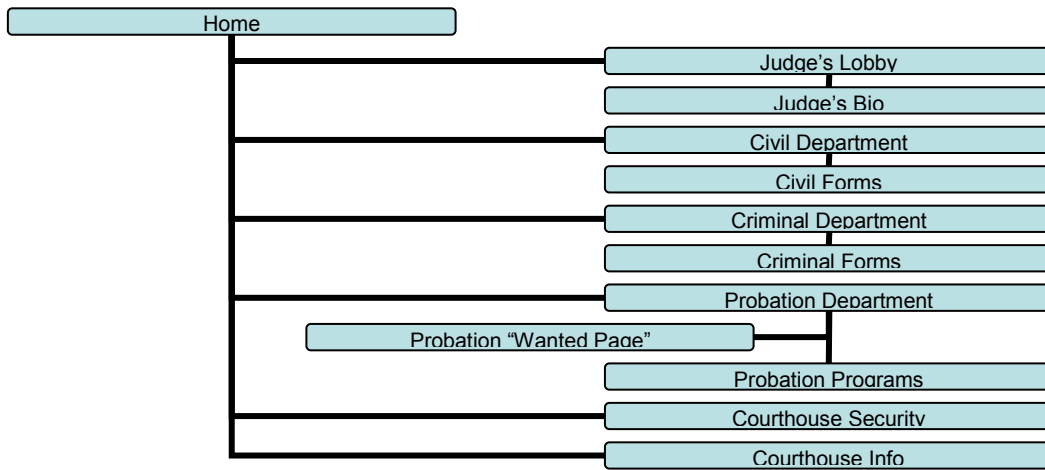 Home
Judge’s Lobby
Judge’s Bio
Civil Department
Civil Forms
Criminal Department
Criminal Forms
Probation Department
Probation “Wanted Page”
Probation Programs
Courthouse Security
Courthouse Info